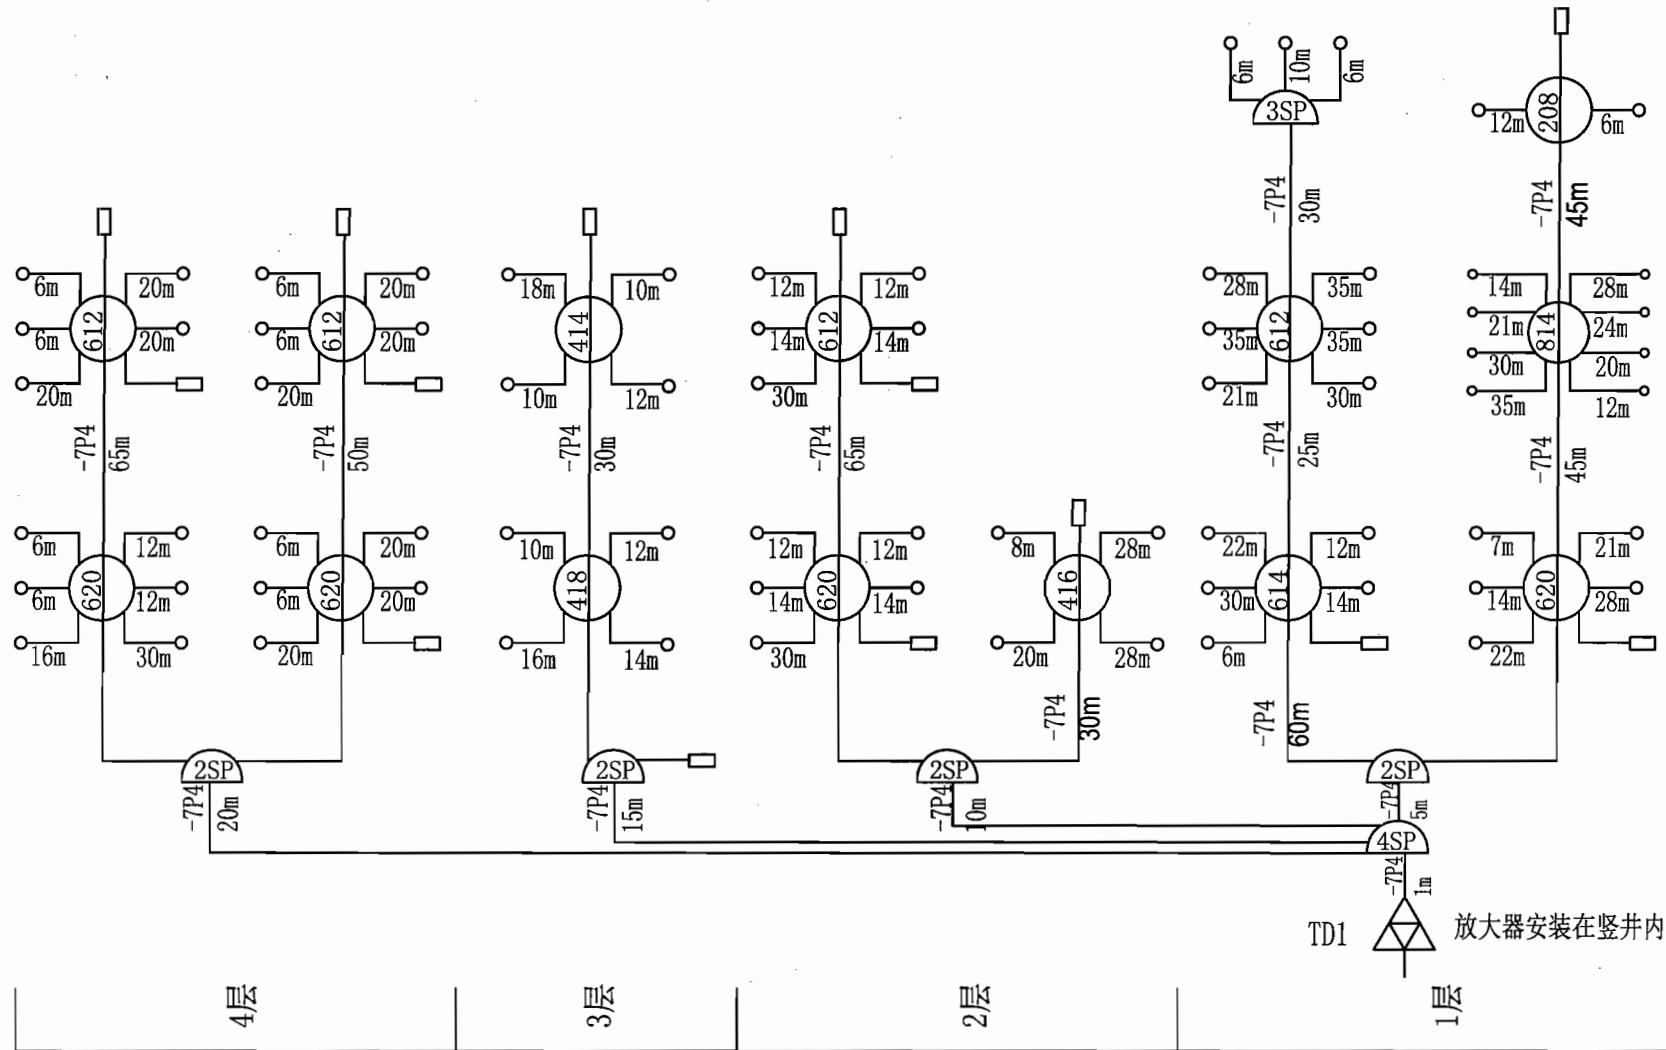 6m 10m 6m
3SP
12m 208 6m
-7P4 30m
-7P4 45m
6m 20m
6m 612 20m
20m
6m 20m
6m 612 20m
20m
18m 10m
414
10m 12m
12m 12m
14m 612 14m
30m
28m 35m
35m 612 35m
21m 30m
14m 28m
21m 814 24m
30m 20m
35m 12m
-7P4 65m
-7P4 50m
-7P4 30m
-7P4 65m
-7P4 25m
-7P4 45m
6m 12m
6m 620 12m
16m 30m
6m 20m
6m 620 20m
20m
10m 12m
418
16m 14m
12m 12m
14m 620 14m
30m
8m 28m
416
20m 28m
22m 12m
30m 614 14m
6m
7m 21m
14m 620 28m
22m
-7P4 30m
-7P4 60m
2SP
2SP
2SP
2SP
-7P4 20m
-7P4 15m
-7P4 10m
-7P4 5m
4SP
-7P4 1m
TD1
放大器安装在竖井内
4层
3层
2层
1层